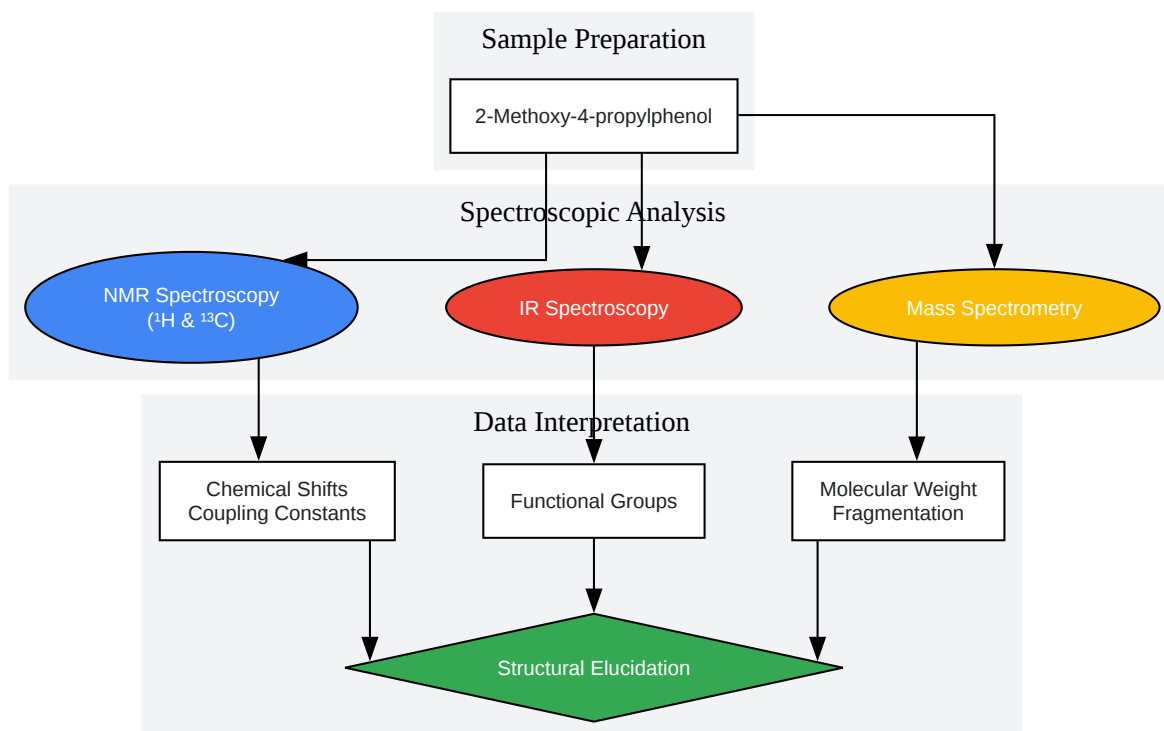 Sample Preparation
2-Methoxy-4-propylphenol
Spectroscopic Analysis
NMR Spectroscopy
(¹H & ¹³C)
IR Spectroscopy
Mass Spectrometry
Data Interpretation
Chemical Shifts
Coupling Constants
Functional Groups
Molecular Weight
Fragmentation
Structural Elucidation